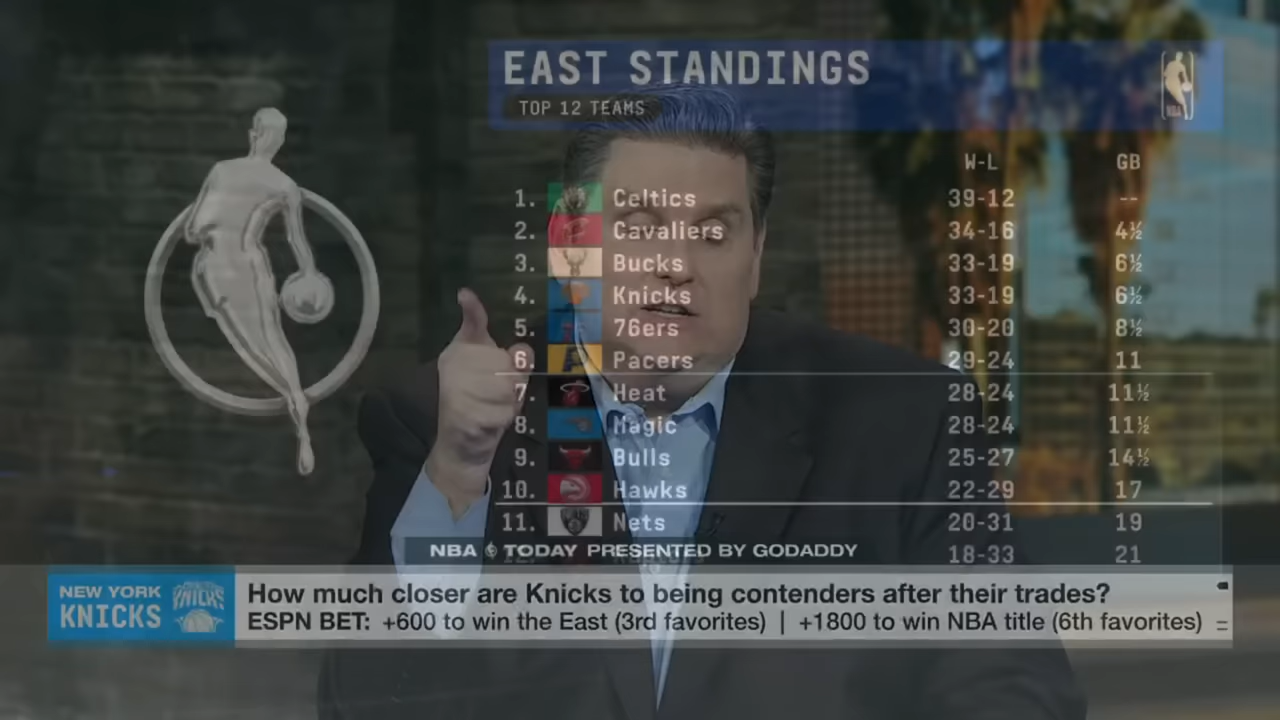 EAST STANDINGS
TOP 12 TEAMS
NBA
W-L GB
1. Celtics 39-12 --
2. Cavaliers 34-16 4½
3. Bucks 33-19 6½
4. Knicks 33-19 6½
5. 76ers 30-20 8½
6. Pacers 29-24 11
7. Heat 28-24 11½
8. Magic 28-24 11½
9. Bulls 25-27 14½
10. Hawks 22-29 17
11. Nets 20-31 19
18-33 21
NBA TODAY PRESENTED BY GODADDY
NEW YORK
KNICKS
How much closer are Knicks to being contenders after their trades?
ESPN BET: +600 to win the East (3rd favorites) | +1800 to win NBA title (6th favorites)